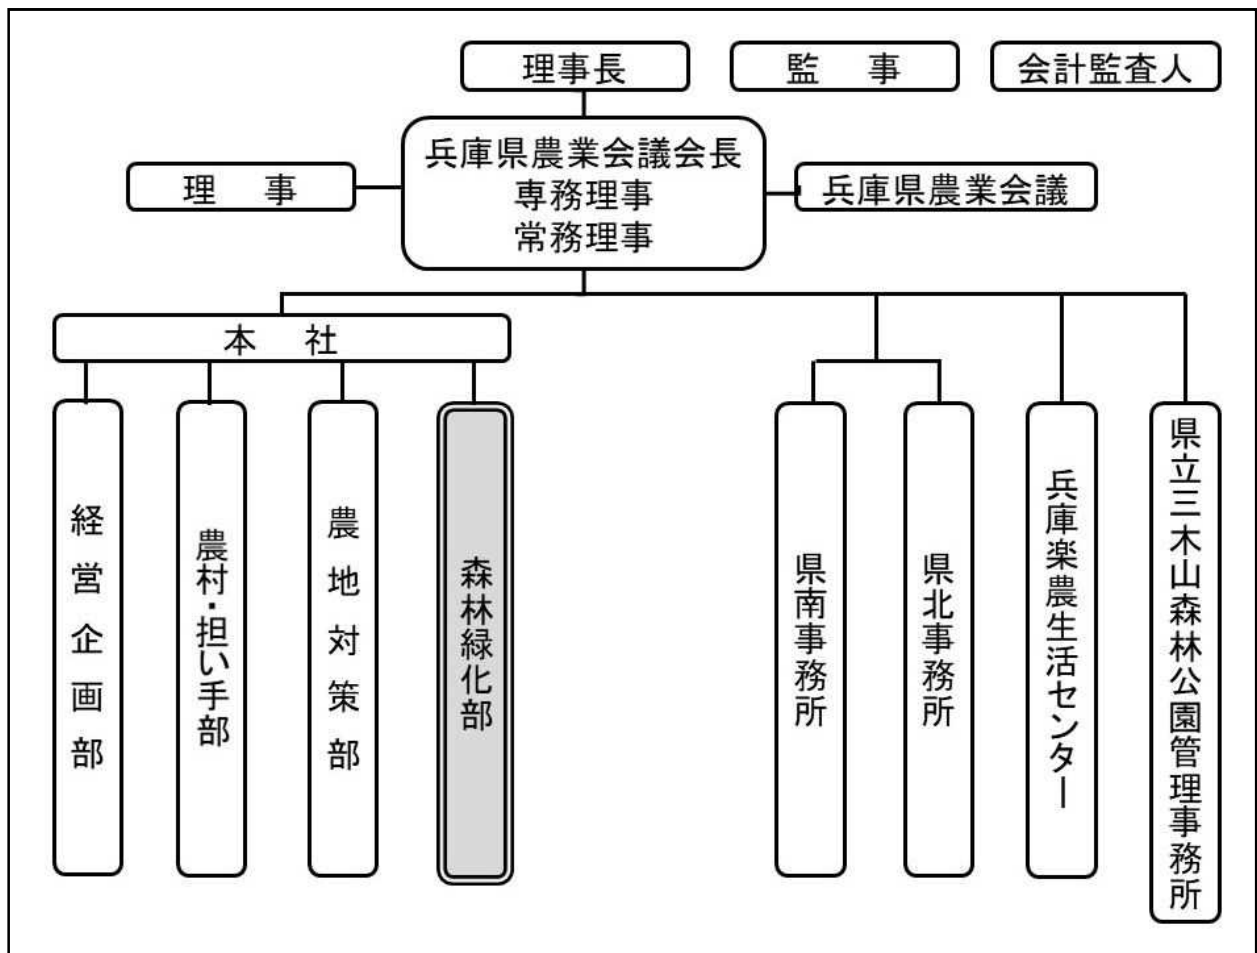 理事長
監　事
会計監査人
兵庫県農業会議会長
専務理事
常務理事
理　事
兵庫県農業会議
本　社
経営企画部
農村・担い手部
農地対策部
森林緑化部
県南事務所
県北事務所
兵庫楽農生活センター
県立三木山森林公園管理事務所